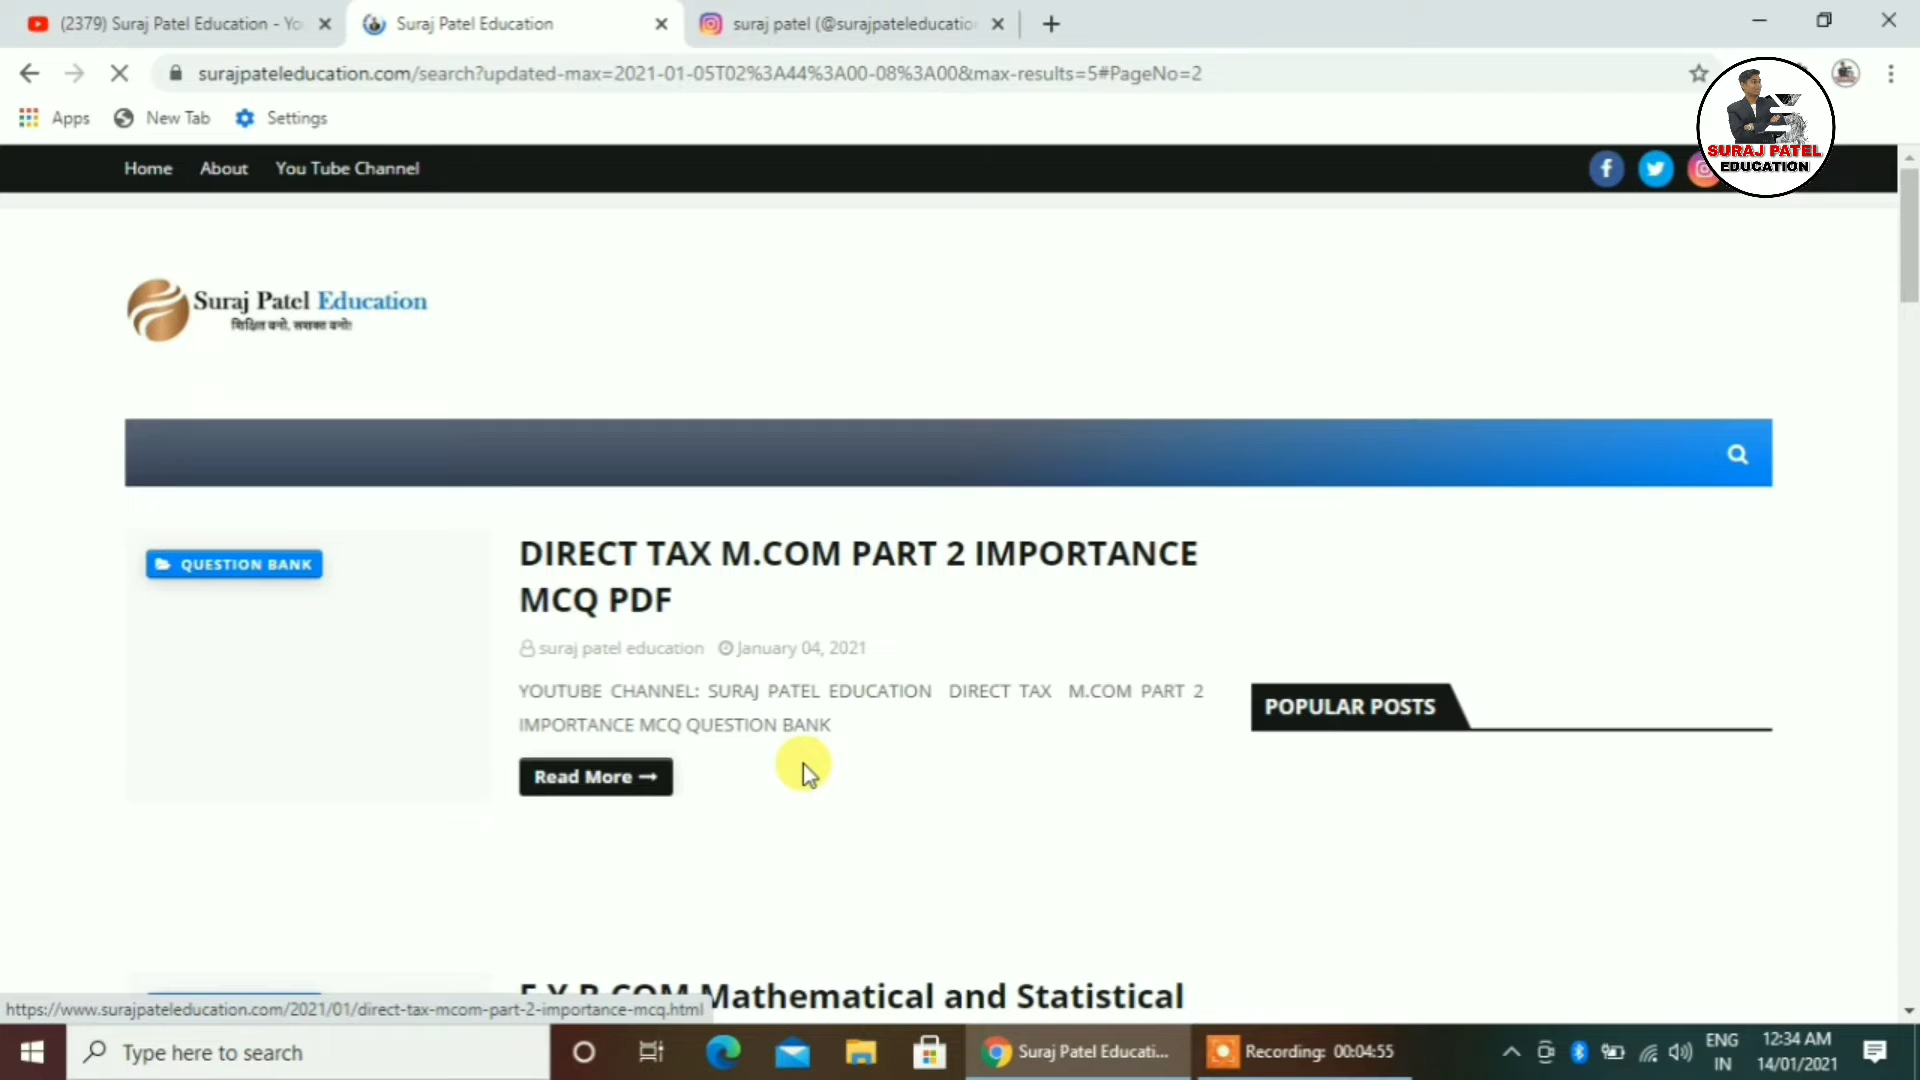 (2379) Suraj Patel Education - Yo
Suraj Patel Education
suraj patel (@surajpateleducatio
surajpateleducation.com/search?updated-max=2021-01-05T02%3A44%3A00-08%3A00&max-results=5#PageNo=2
Apps
New Tab
Settings
SURAJ PATEL
EDUCATION
Home
About
You Tube Channel
Suraj Patel Education
शिक्षित बनो, सशक्त बनो!
QUESTION BANK
DIRECT TAX M.COM PART 2 IMPORTANCE
MCQ PDF
suraj patel education
January 04, 2021
YOUTUBE CHANNEL: SURAJ PATEL EDUCATION DIRECT TAX M.COM PART 2
IMPORTANCE MCQ QUESTION BANK
Read More
POPULAR POSTS
F.Y.B.COM Mathematical and Statistical
https://www.surajpateleducation.com/2021/01/direct-tax-mcom-part-2-importance-mcq.html
Type here to search
Suraj Patel Educati...
Recording: 00:04:55
ENG
IN
12:34 AM
14/01/2021